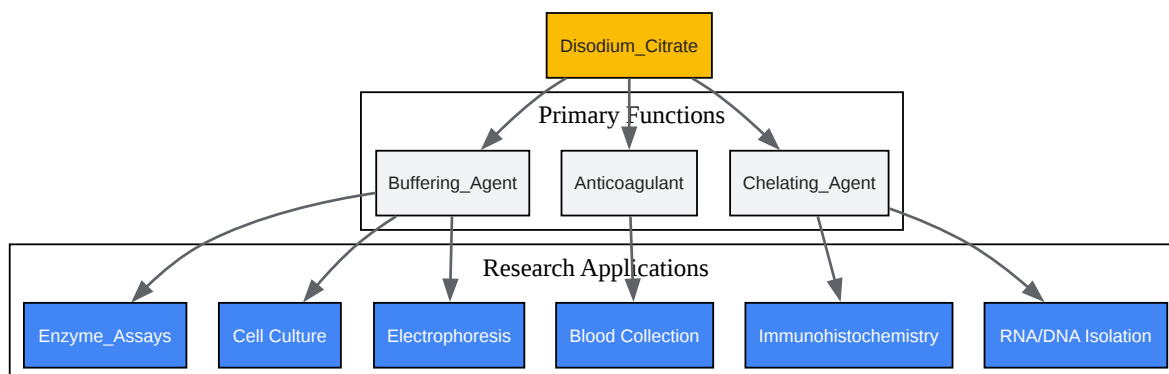 Disodium_Citrate
Primary Functions
Buffering_Agent
Anticoagulant
Chelating_Agent
Research Applications
Enzyme_Assays
Cell Culture
Electrophoresis
Blood Collection
Immunohistochemistry
RNA/DNA Isolation